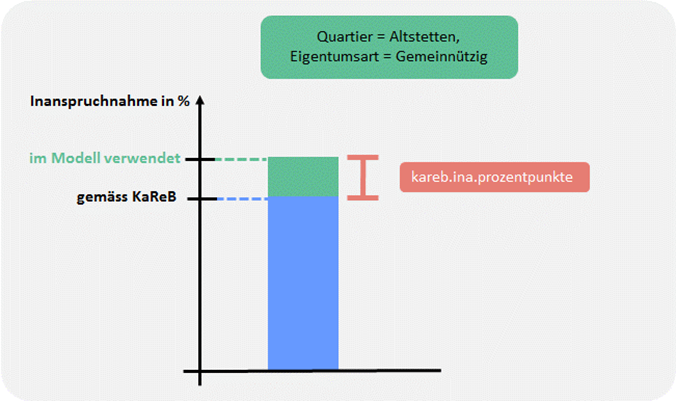 Quartier = Altstetten,
Eigentumsart = Gemeinnützig
Inanspruchnahme in %
im Modell verwendet
kareb.ina.prozentpunkte
gemäss KaReB